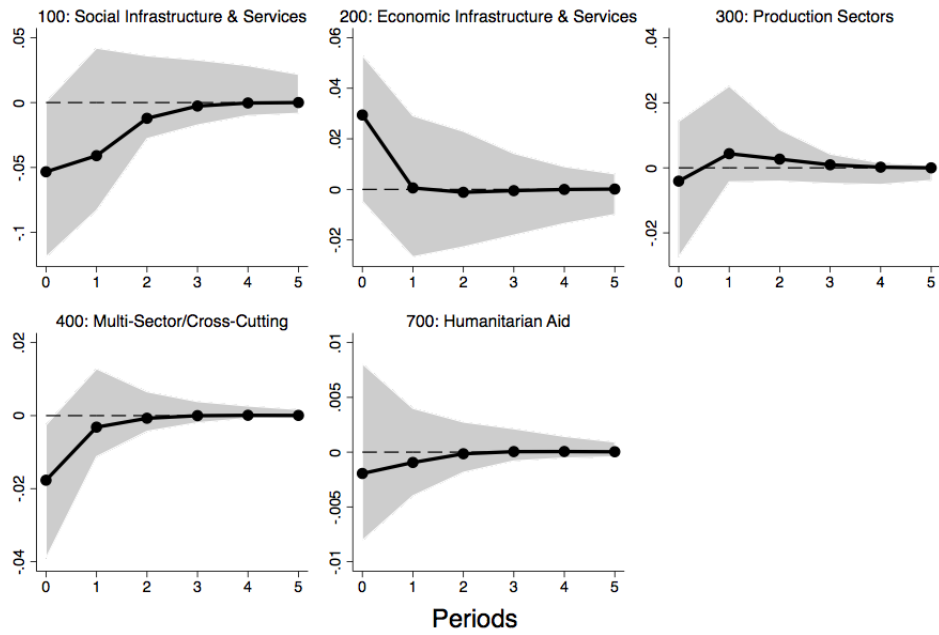 100: Social Infrastructure & Services
200: Economic Infrastructure & Services
300: Production Sectors
.05
0
-.05
-.1
0 1 2 3 4 5
.06
.04
.02
0
-.02
0 1 2 3 4 5
.04
.02
0
-.02
0 1 2 3 4 5
400: Multi-Sector/Cross-Cutting
700: Humanitarian Aid
.02
0
-.02
-.04
0 1 2 3 4 5
.01
.005
0
-.005
-.01
0 1 2 3 4 5
Periods